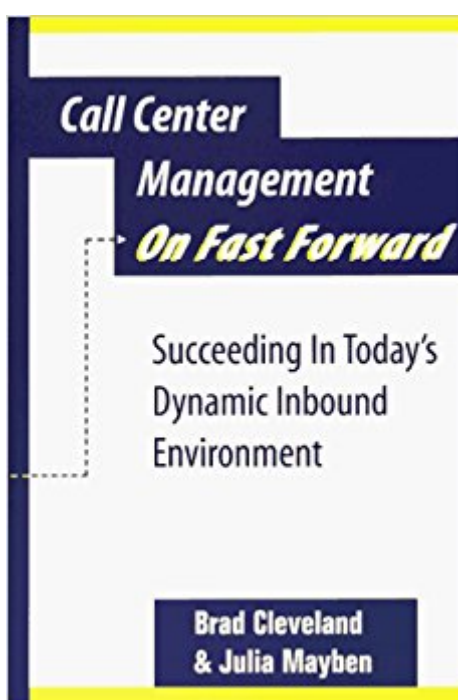 Call Center
Management
On Fast Forward
Succeeding In Today's
Dynamic Inbound
Environment
Brad Cleveland
& Julia Mayben